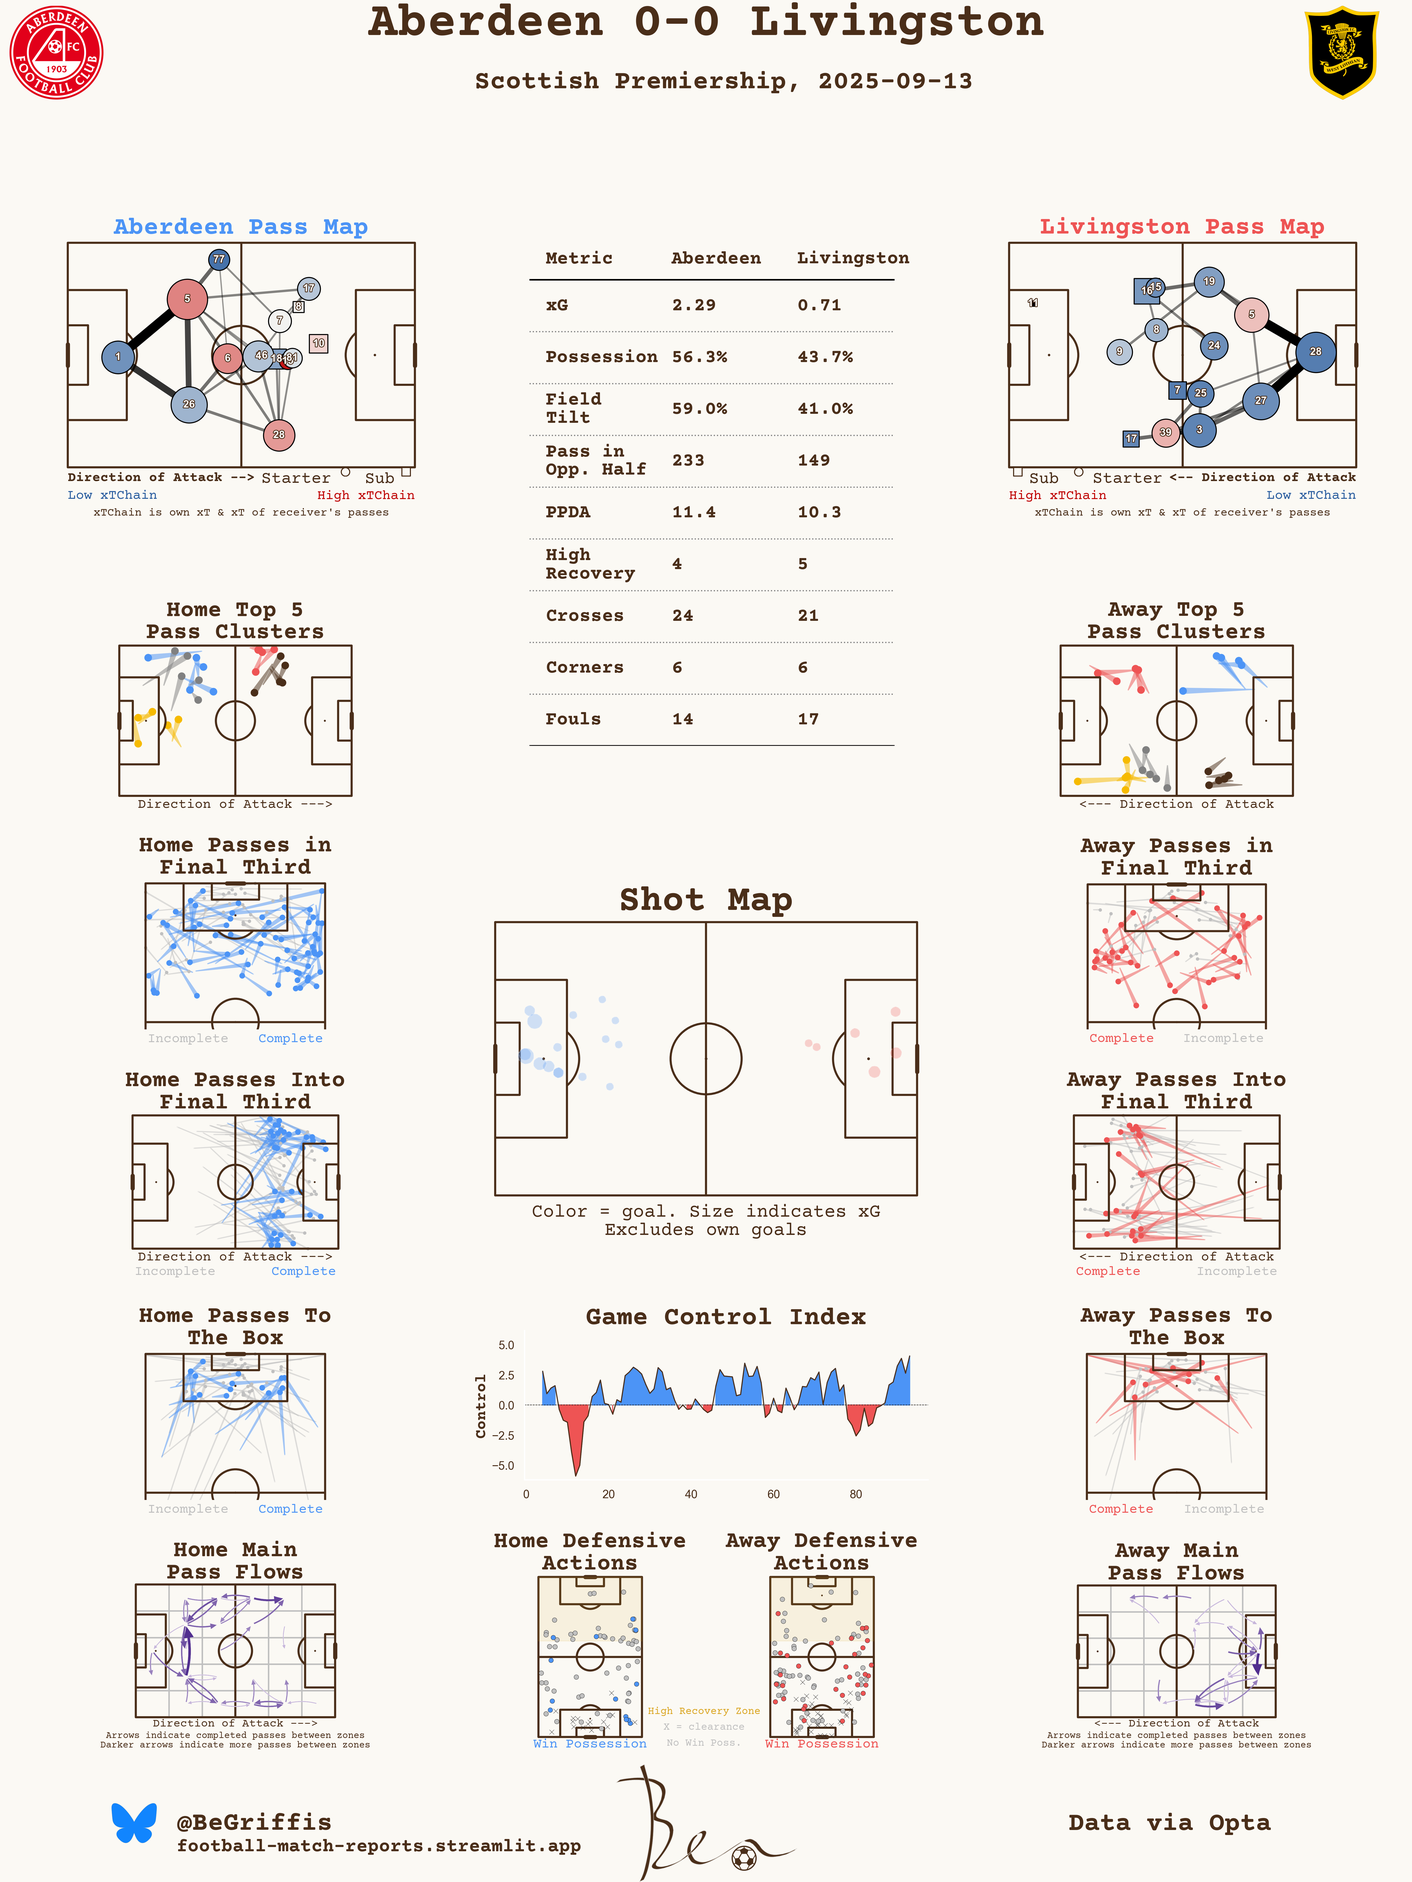 Aberdeen 0-0 Livingston
Scottish Premiership, 2025-09-13
ABERDEEN
FC
1903
FOOTBALL CLUB
WEST LOTHIAN
Aberdeen Pass Map
77
5
17
8
7
10
1
6
46
18
81
26
28
Direction of Attack --> Starter Sub
Low xTChain High xTChain
xTChain is own xT & xT of receiver's passes
Metric Aberdeen Livingston
xG 2.29 0.71
Possession 56.3% 43.7%
Field
Tilt 59.0% 41.0%
Pass in
Opp. Half 233 149
PPDA 11.4 10.3
High
Recovery 4 5
Crosses 24 21
Corners 6 6
Fouls 14 17
Livingston Pass Map
11
16
15
19
5
8
9
24
28
7
25
27
17
39
3
Sub Starter <-- Direction of Attack
High xTChain Low xTChain
xTChain is own xT & xT of receiver's passes
Home Top 5
Pass Clusters
Direction of Attack --->
Away Top 5
Pass Clusters
<--- Direction of Attack
Home Passes in
Final Third
Incomplete Complete
Away Passes in
Final Third
Complete Incomplete
Shot Map
Color = goal. Size indicates xG
Excludes own goals
Home Passes Into
Final Third
Direction of Attack --->
Incomplete Complete
Away Passes Into
Final Third
<--- Direction of Attack
Complete Incomplete
Home Passes To
The Box
Incomplete Complete
Game Control Index
Control
5.0
2.5
0.0
−2.5
−5.0
0 20 40 60 80
Away Passes To
The Box
Complete Incomplete
Home Main
Pass Flows
Direction of Attack --->
Arrows indicate completed passes between zones
Darker arrows indicate more passes between zones
Home Defensive
Actions
Win Possession
High Recovery Zone
X = clearance
No Win Poss.
Away Defensive
Actions
Win Possession
Away Main
Pass Flows
<--- Direction of Attack
Arrows indicate completed passes between zones
Darker arrows indicate more passes between zones
@BeGriffis
football-match-reports.streamlit.app
Ben
Data via Opta